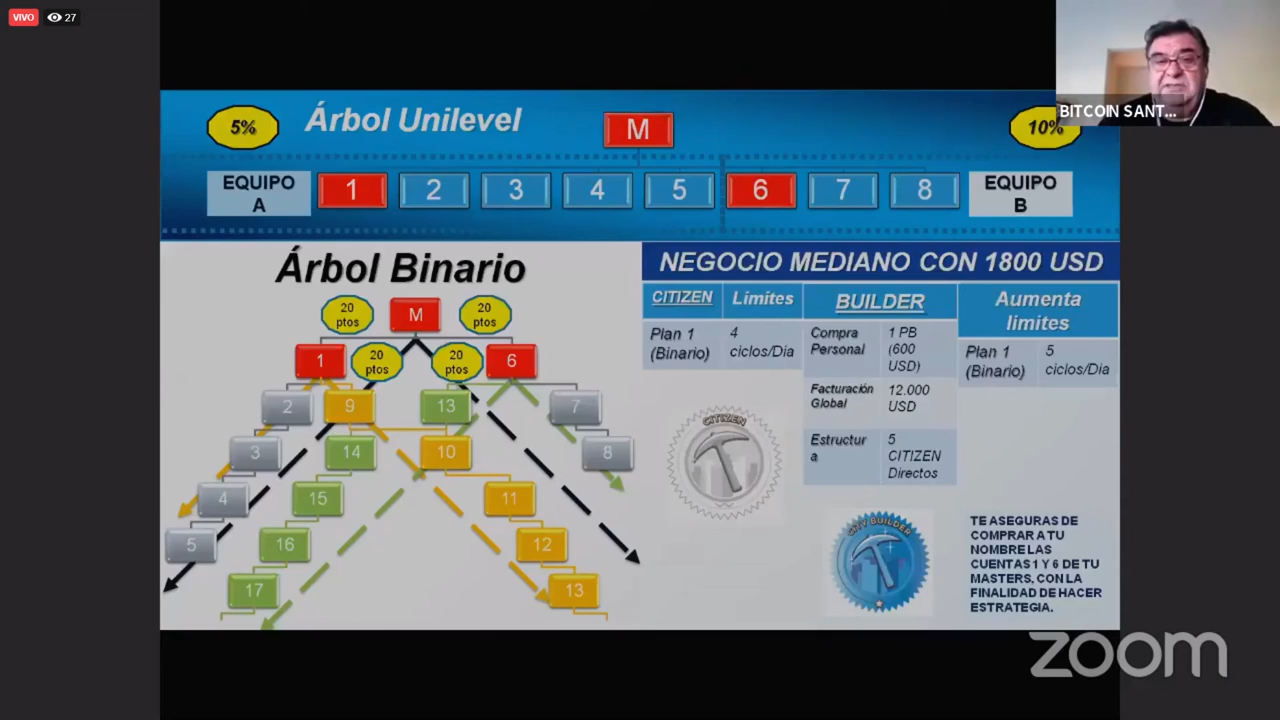 VIVO
27
5%
Árbol Unilevel
M
10%
BITCOIN SANT...
EQUIPO
A
1
2
3
4
5
6
7
8
EQUIPO
B
Árbol Binario
20
ptos
M
20
ptos
1
20
ptos
20
ptos
6
2
9
13
7
3
14
10
8
4
15
11
5
16
12
17
13
NEGOCIO MEDIANO CON 1800 USD
CITIZEN
Limites
BUILDER
Aumenta
limites
Plan 1
(Binario)
4
ciclos/Dia
Compra
Personal
1 PB
(600
USD)
Plan 1
(Binario)
5
ciclos/Dia
Facturación
Global
12.000
USD
Estructur
a
5
CITIZEN
Directos
CITIZEN
CITY BUILDER
TE ASEGURAS DE
COMPRAR A TU
NOMBRE LAS
CUENTAS 1 Y 6 DE TU
MASTERS, CON LA
FINALIDAD DE HACER
ESTRATEGIA.
zoom